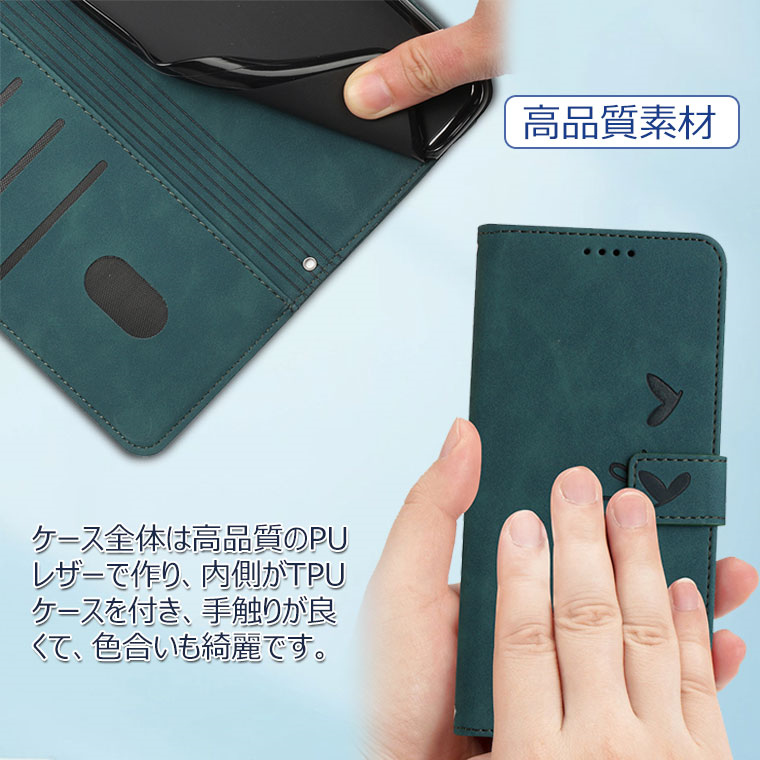 高品質素材
ケース全体は高品質のPU
レザーで作り、内側がTPU
ケースを付き、手触りが良
くて、色合いも綺麗です。